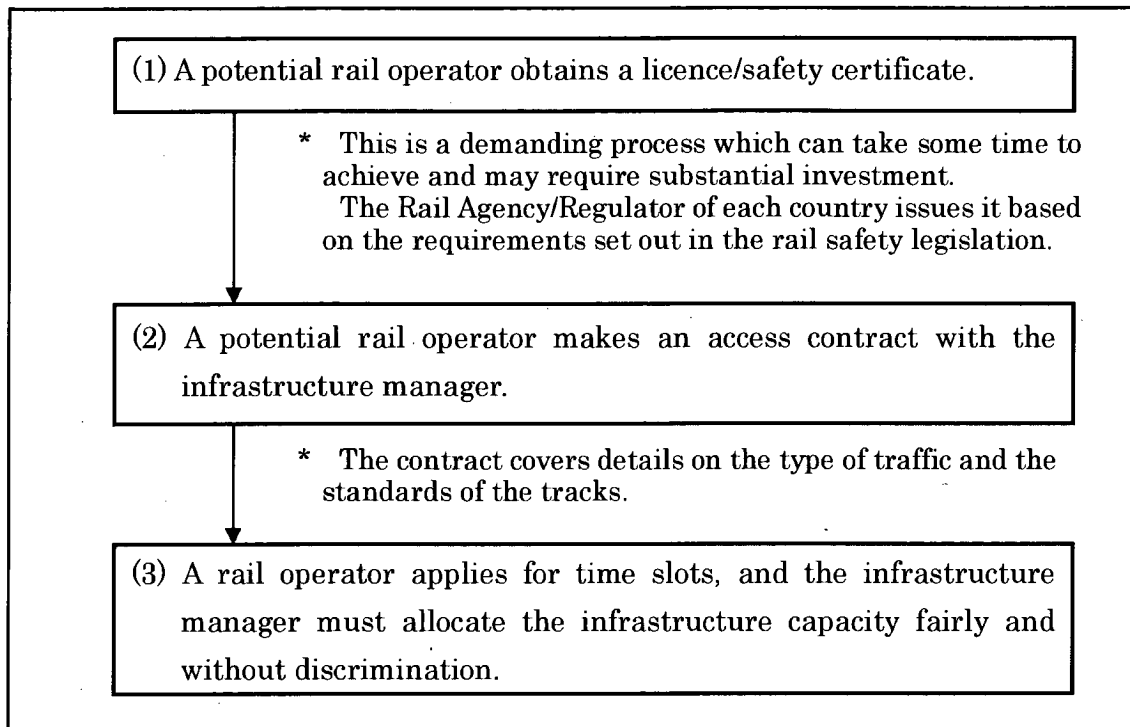 (1) A potential rail operator obtains a licence/safety certificate.
* This is a demanding process which can take some time to
achieve and may require substantial investment.
The Rail Agency/Regulator of each country issues it based
on the requirements set out in the rail safety legislation.
(2) A potential rail operator makes an access contract with the
infrastructure manager.
* The contract covers details on the type of traffic and the
standards of the tracks.
(3) A rail operator applies for time slots, and the infrastructure
manager must allocate the infrastructure capacity fairly and
without discrimination.